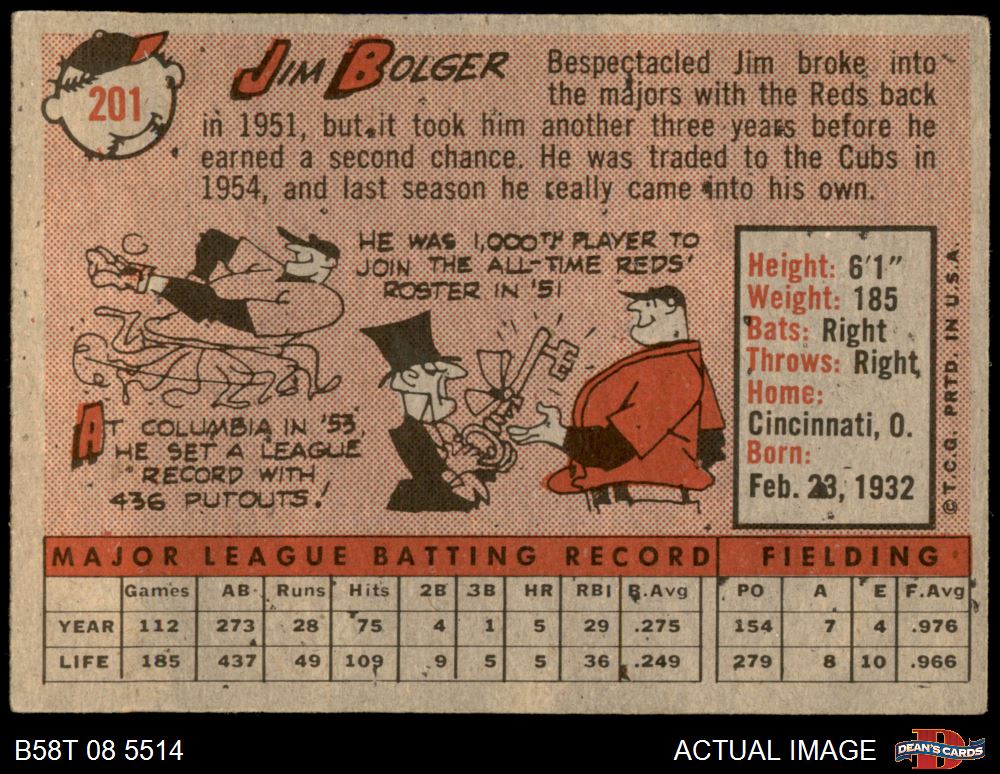 201
JIM BOLGER
Bespectacled Jim broke into
the majors with the Reds back
in 1951, but it took him another three years before he
earned a second chance. He was traded to the Cubs in
1954, and last season he really came into his own.
HE WAS 1,000TH PLAYER TO
JOIN THE ALL-TIME REDS'
ROSTER IN '51
AT COLUMBIA IN '53
HE SET A LEAGUE
RECORD WITH
436 PUTOUTS!
Height: 6'1"
Weight: 185
Bats: Right
Throws: Right
Home:
Cincinnati, O.
Born:
Feb. 23, 1932
© T.C.G. PRTD. IN U.S.A.
MAJOR LEAGUE BATTING RECORD FIELDING
Games AB Runs Hits 2B 3B HR RBI B.Avg PO A E F.Avg
YEAR 112 273 28 75 4 1 5 29 .275 154 7 4 .976
LIFE 185 437 49 109 9 5 5 36 .249 279 8 10 .966
B58T 08 5514
ACTUAL IMAGE
DEAN'S CARDS